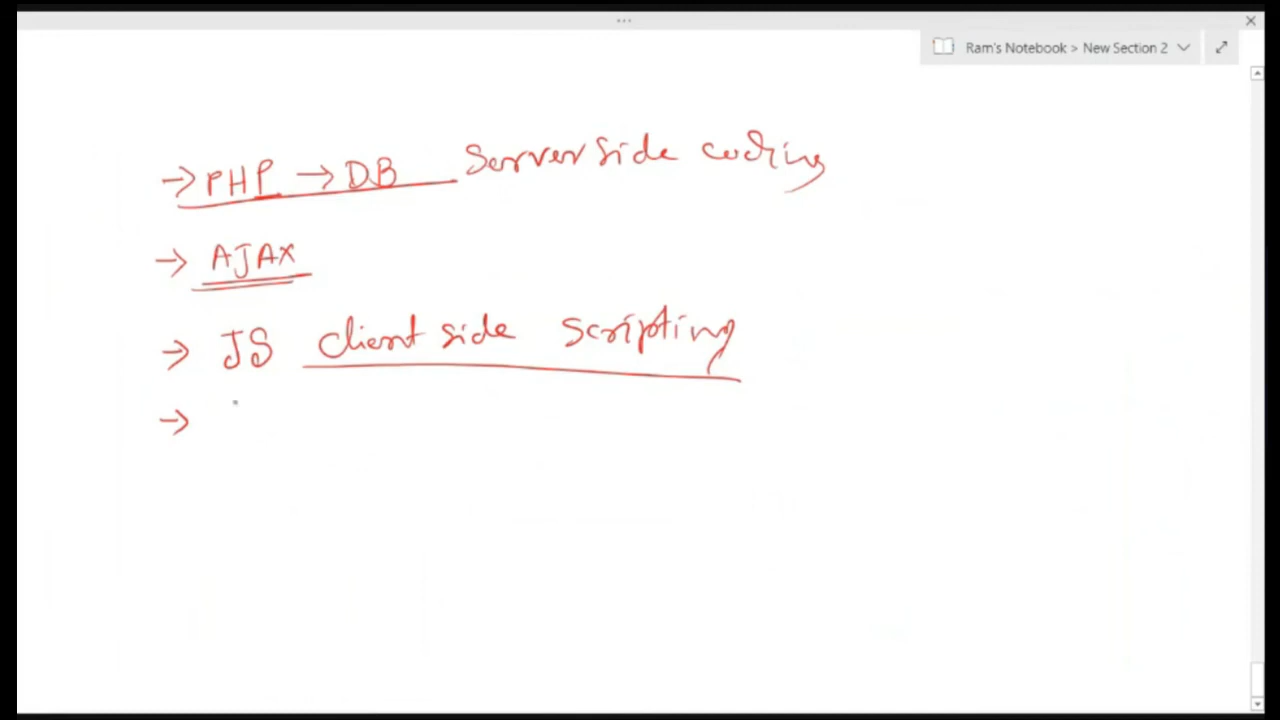 Ram's Notebook > New Section 2
→ PHP → DB Server side coding
→ AJAX
→ JS client side scripting
→